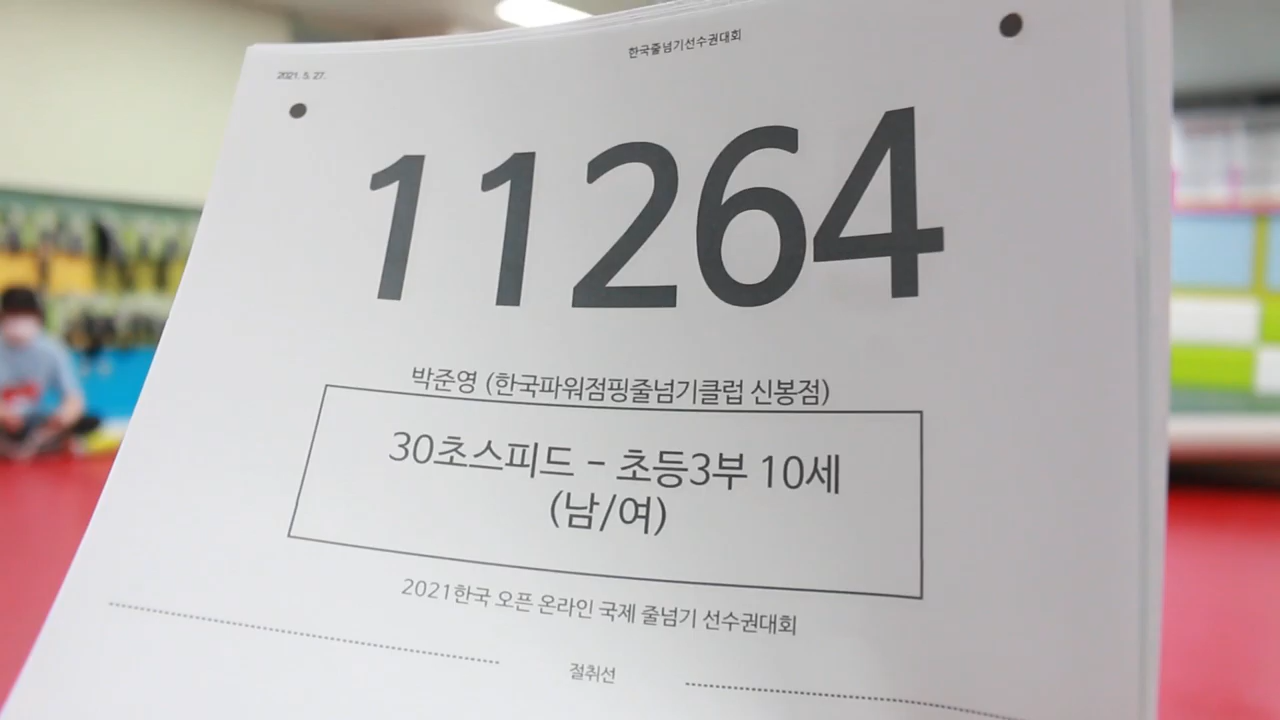 한국줄넘기선수권대회
2021. 5. 27.
11264
박준영 (한국파워점핑줄넘기클럽 신봉점)
30초스피드 - 초등3부 10세
(남/여)
2021한국 오픈 온라인 국제 줄넘기 선수권대회
절취선